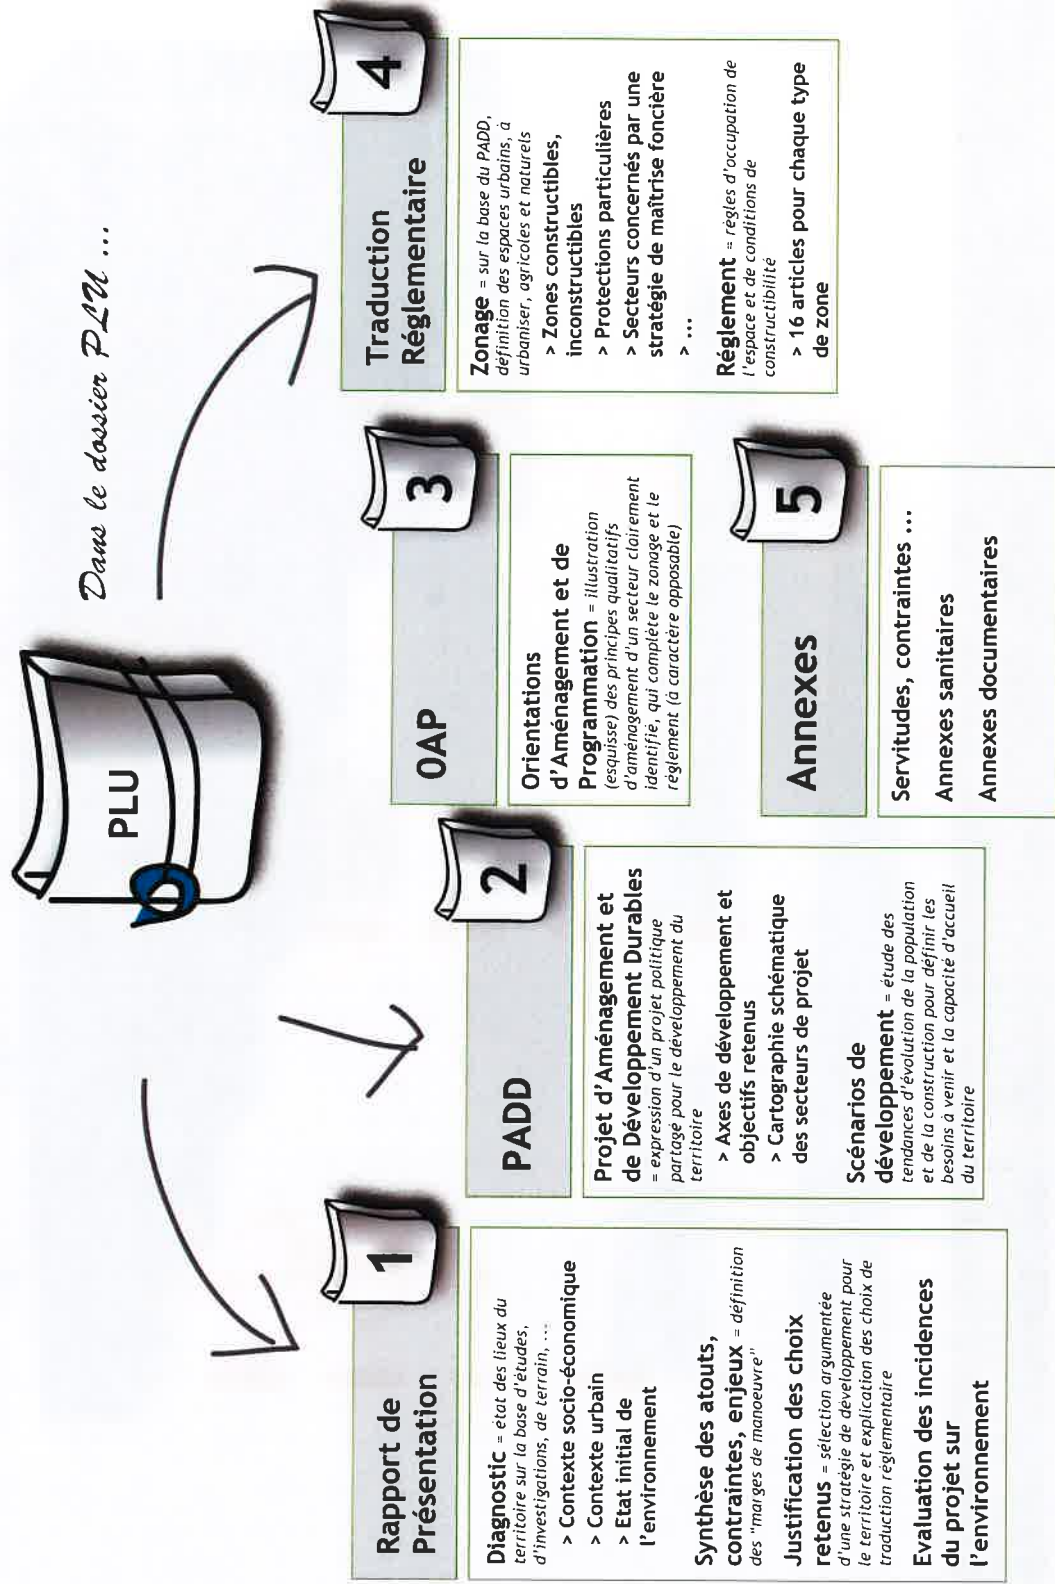 Dans le dossier PLU ...
PLU
1
Rapport de
Présentation
Diagnostic = état des lieux du
territoire sur la base d'études,
d'investigations, de terrain, ...
> Contexte socio-économique
> Contexte urbain
> Etat initial de
l'environnement
Synthèse des atouts,
contraintes, enjeux = définition
des "marges de manoeuvre"
Justification des choix
retenus = sélection argumentée
d'une stratégie de développement pour
le territoire et explication des choix de
traduction réglementaire
Evaluation des incidences
du projet sur
l'environnement
2
PADD
Projet d'Aménagement et
de Développement Durables
= expression d'un projet politique
partagé pour le développement du
territoire
> Axes de développement et
objectifs retenus
> Cartographie schématique
des secteurs de projet
Scénarios de
développement = étude des
tendances d'évolution de la population
et de la construction pour définir les
besoins à venir et la capacité d'accueil
du territoire
3
OAP
Orientations
d'Aménagement et de
Programmation = illustration
(esquisse) des principes qualitatifs
d'aménagement d'un secteur clairement
identifié, qui complète le zonage et le
règlement (à caractère opposable)
4
Traduction
Réglementaire
Zonage = sur la base du PADD,
définition des espaces urbains, à
urbaniser, agricoles et naturels
> Zones constructibles,
inconstructibles
> Protections particulières
> Secteurs concernés par une
stratégie de maîtrise foncière
> ...
Réglement = règles d'occupation de
l'espace et de conditions de
constructibilité
> 16 articles pour chaque type
de zone
5
Annexes
Servitudes, contraintes ...
Annexes sanitaires
Annexes documentaires